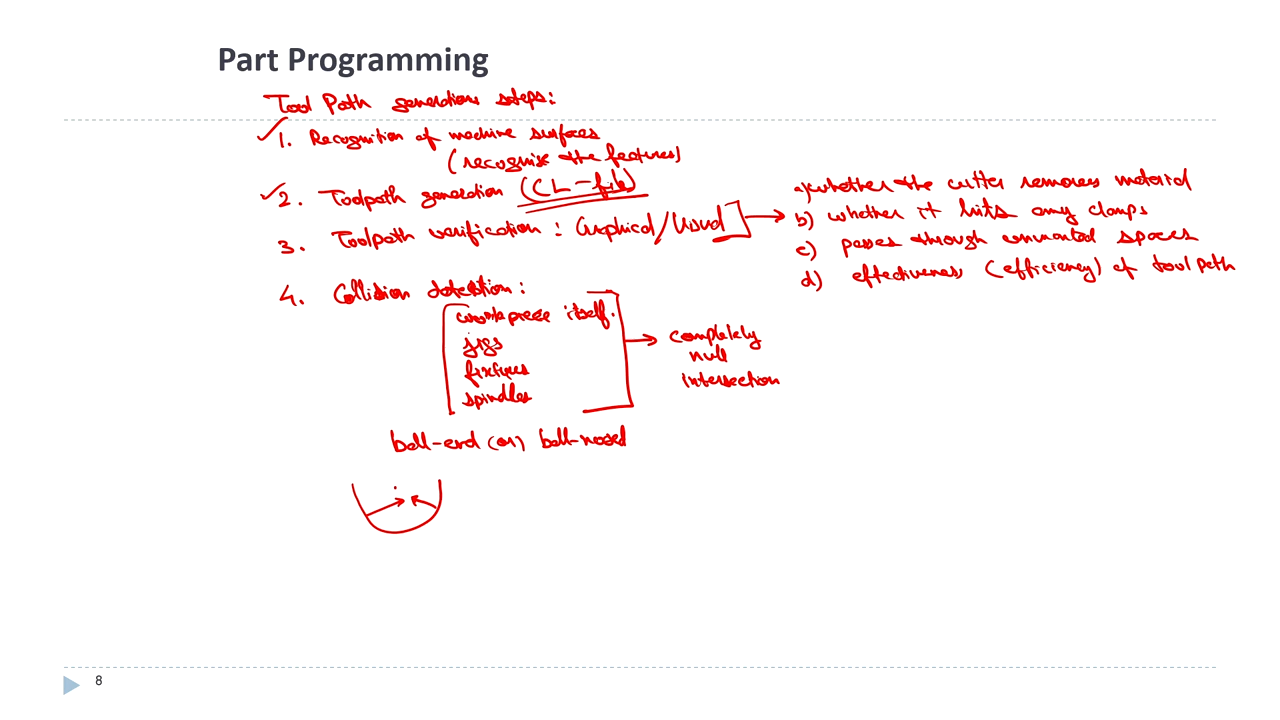 Part Programming
Tool Path generation steps:
1. Recognition of machine surfaces
(recognise the features)
2. Toolpath generation (CL-file)
3. Toolpath verification: Graphical/Visual
a) whether the cutter removes material
b) whether it hits any clamps
c) passes through unwanted spaces
d) effectiveness (efficiency) of tool path
4. Collision detection:
workpiece itself.
jigs
fixtures
spindles
completely
null
intersection
ball-end (or) ball-nosed
8